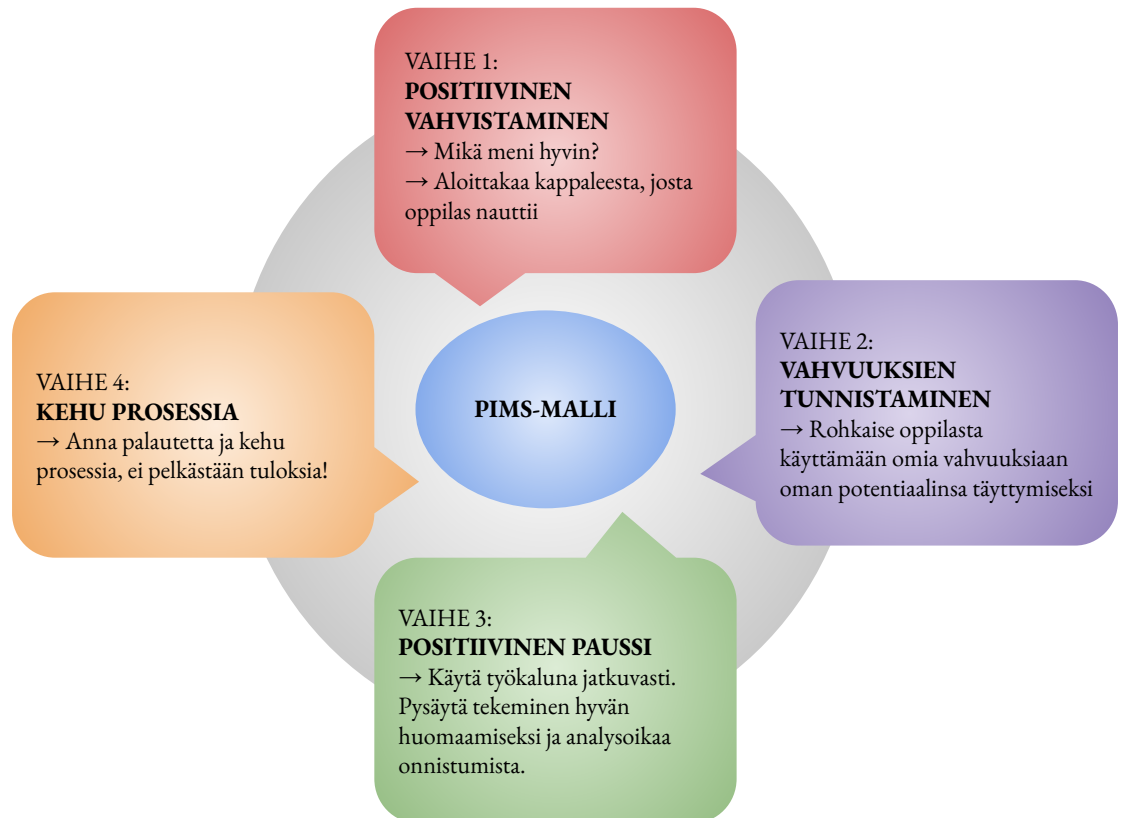 VAIHE 1:
POSITIIVINEN
VAHVISTAMINEN
→ Mikä meni hyvin?
→ Aloittakaa kappaleesta, josta
oppilas nauttii
VAIHE 2:
VAHVUUKSIEN
TUNNISTAMINEN
→ Rohkaise oppilasta
käyttämään omia vahvuuksiaan
oman potentiaalinsa täyttymiseksi
PIMS-MALLI
VAIHE 3:
POSITIIVINEN PAUSSI
→ Käytä työkaluna jatkuvasti.
Pysäytä tekeminen hyvän
huomaamiseksi ja analysoikaa
onnistumista.
VAIHE 4:
KEHU PROSESSIA
→ Anna palautetta ja kehu
prosessia, ei pelkästään tuloksia!